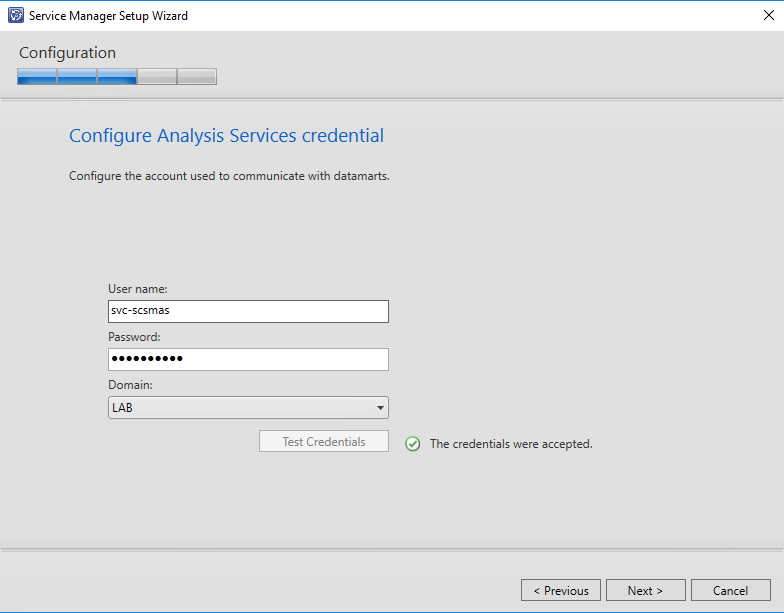 Service Manager Setup Wizard
Configuration
Configure Analysis Services credential
Configure the account used to communicate with datamarts.
User name:
svc-scsmas
Password:
●●●●●●●●●●
Domain:
LAB
Test Credentials The credentials were accepted.
< Previous Next > Cancel